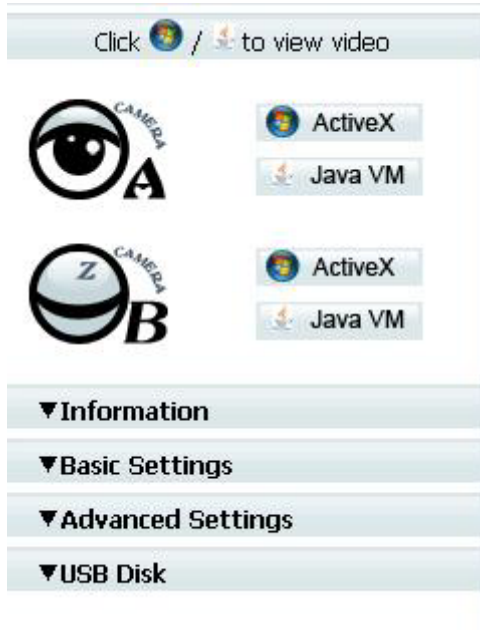 Click / to view video
CAMERA
A
ActiveX
Java VM
Z
CAMERA
B
ActiveX
Java VM
▼Information
▼Basic Settings
▼Advanced Settings
▼USB Disk